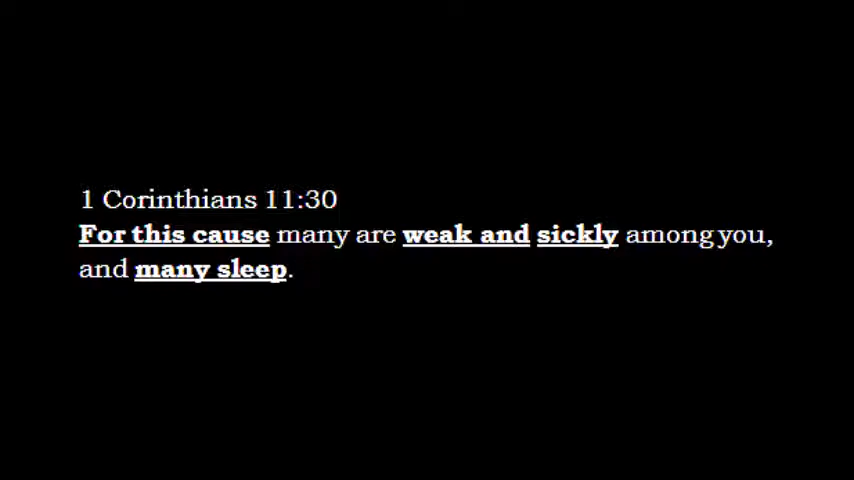 1 Corinthians 11:30
For this cause many are weak and sickly among you,
and many sleep.